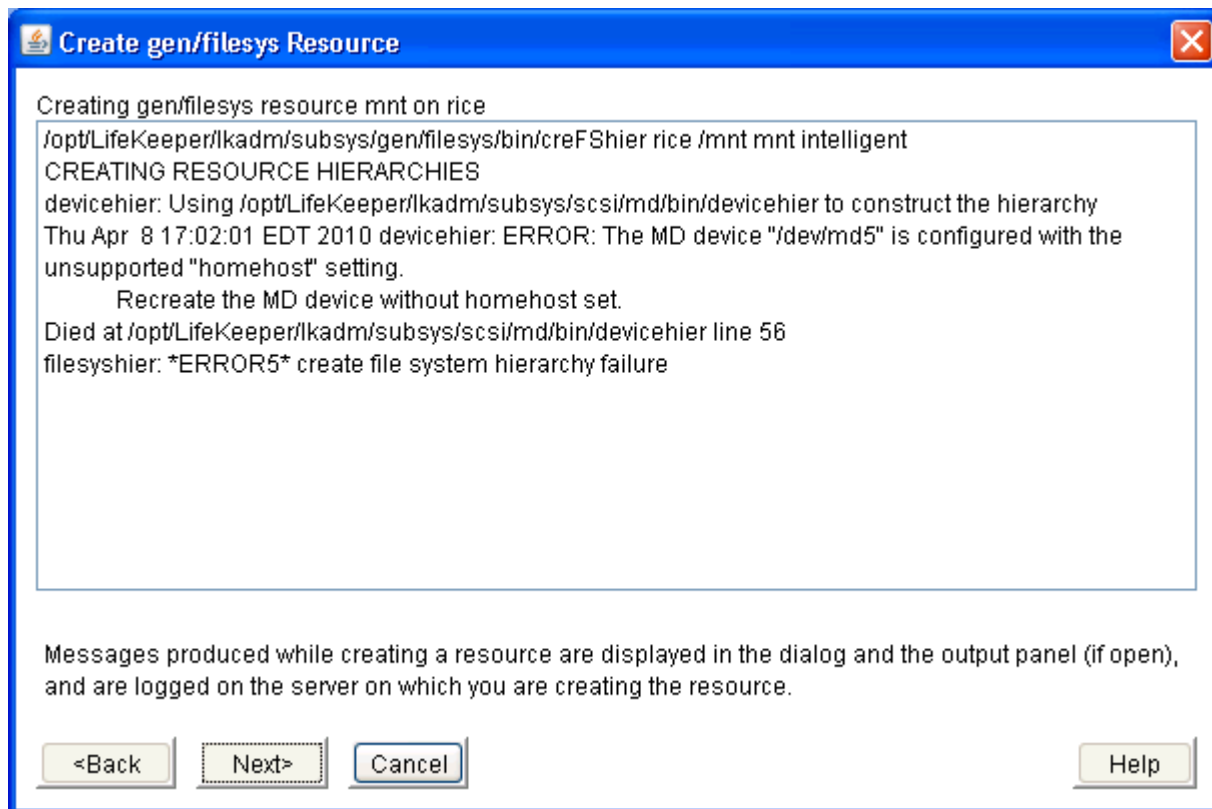 Create gen/filesys Resource
Creating gen/filesys resource mnt on rice
/opt/LifeKeeper/lkadm/subsys/gen/filesys/bin/creFShier rice /mnt mnt intelligent
CREATING RESOURCE HIERARCHIES
devicehier: Using /opt/LifeKeeper/lkadm/subsys/scsi/md/bin/devicehier to construct the hierarchy
Thu Apr  8 17:02:01 EDT 2010 devicehier: ERROR: The MD device "/dev/md5" is configured with the
unsupported "homehost" setting.
Recreate the MD device without homehost set.
Died at /opt/LifeKeeper/lkadm/subsys/scsi/md/bin/devicehier line 56
filesyshier: *ERROR5* create file system hierarchy failure
Messages produced while creating a resource are displayed in the dialog and the output panel (if open),
and are logged on the server on which you are creating the resource.
<Back Next> Cancel Help